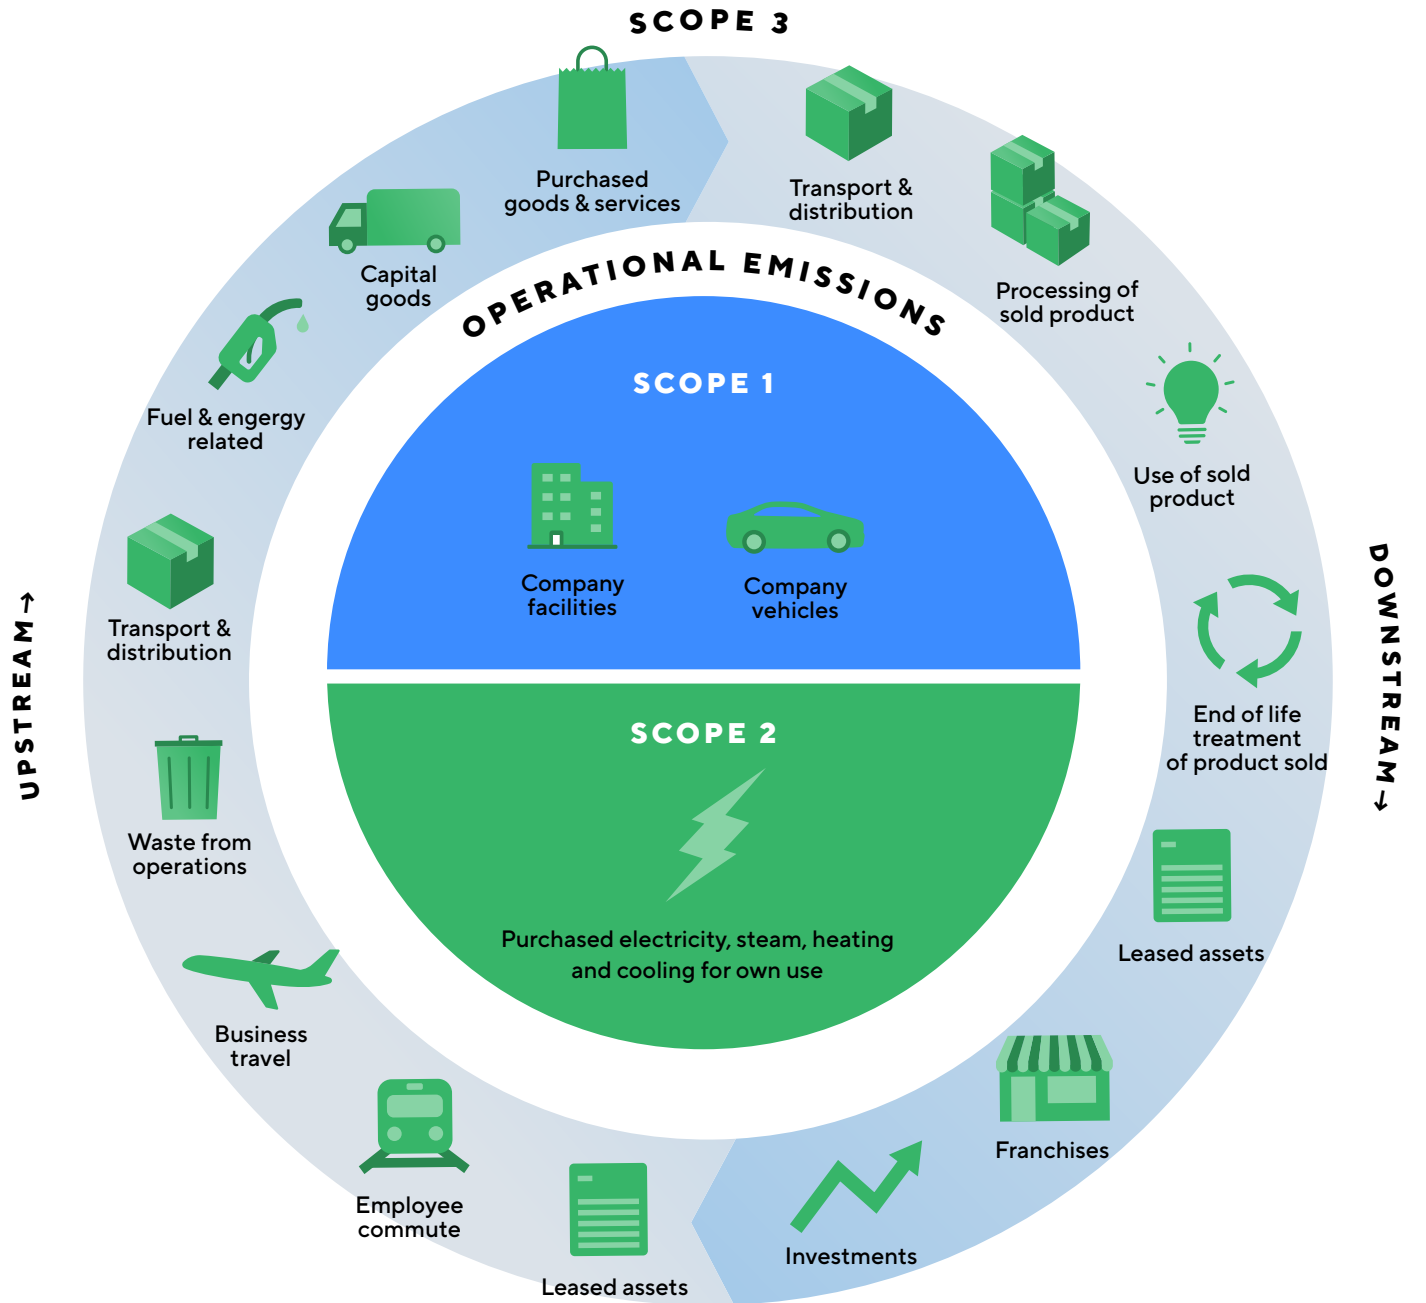 SCOPE 3
Purchased
goods & services
Capital
goods
Fuel & engergy
related
Transport &
distribution
Waste from
operations
Business
travel
Employee
commute
Leased assets
UPSTREAM→
Transport &
distribution
Processing of
sold product
Use of sold
product
End of life
treatment
of product sold
Leased assets
Franchises
Investments
DOWNSTREAM→
OPERATIONAL EMISSIONS
SCOPE 1
Company
facilities
Company
vehicles
SCOPE 2
Purchased electricity, steam, heating
and cooling for own use